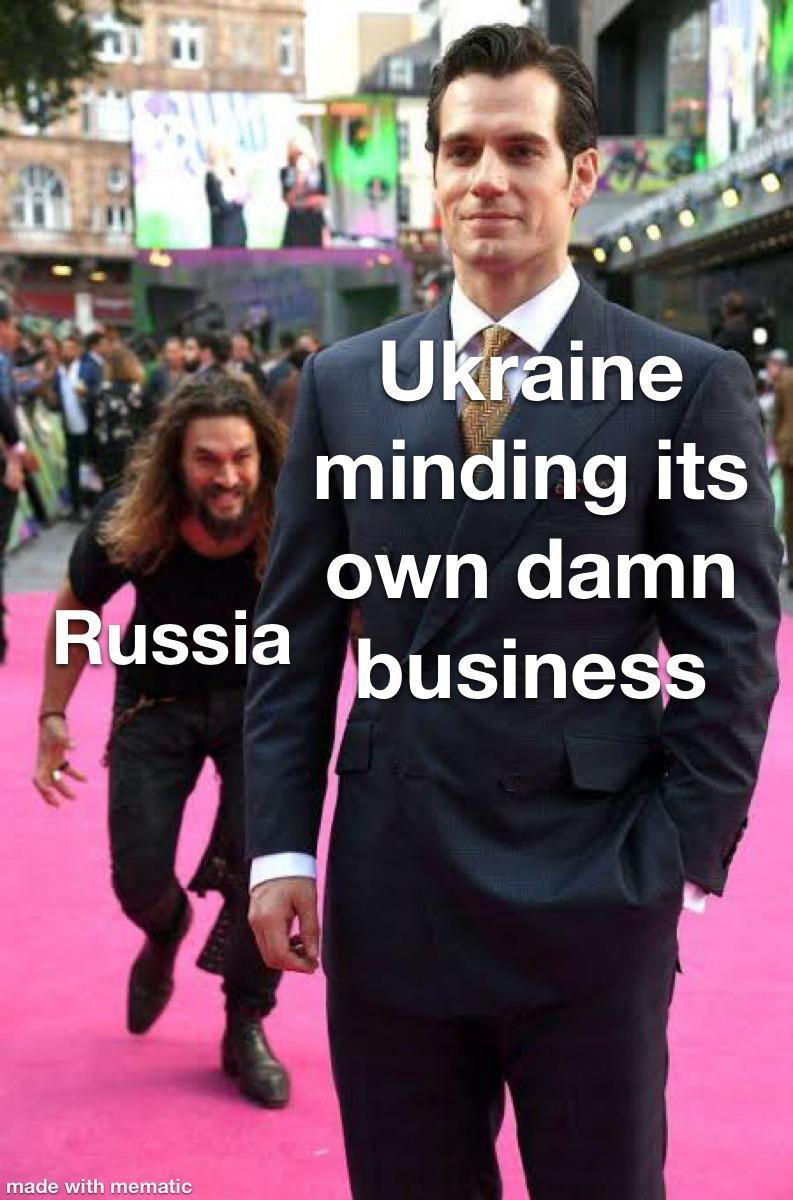 Ukraine
minding its
own damn
business
Russia
made with mematic